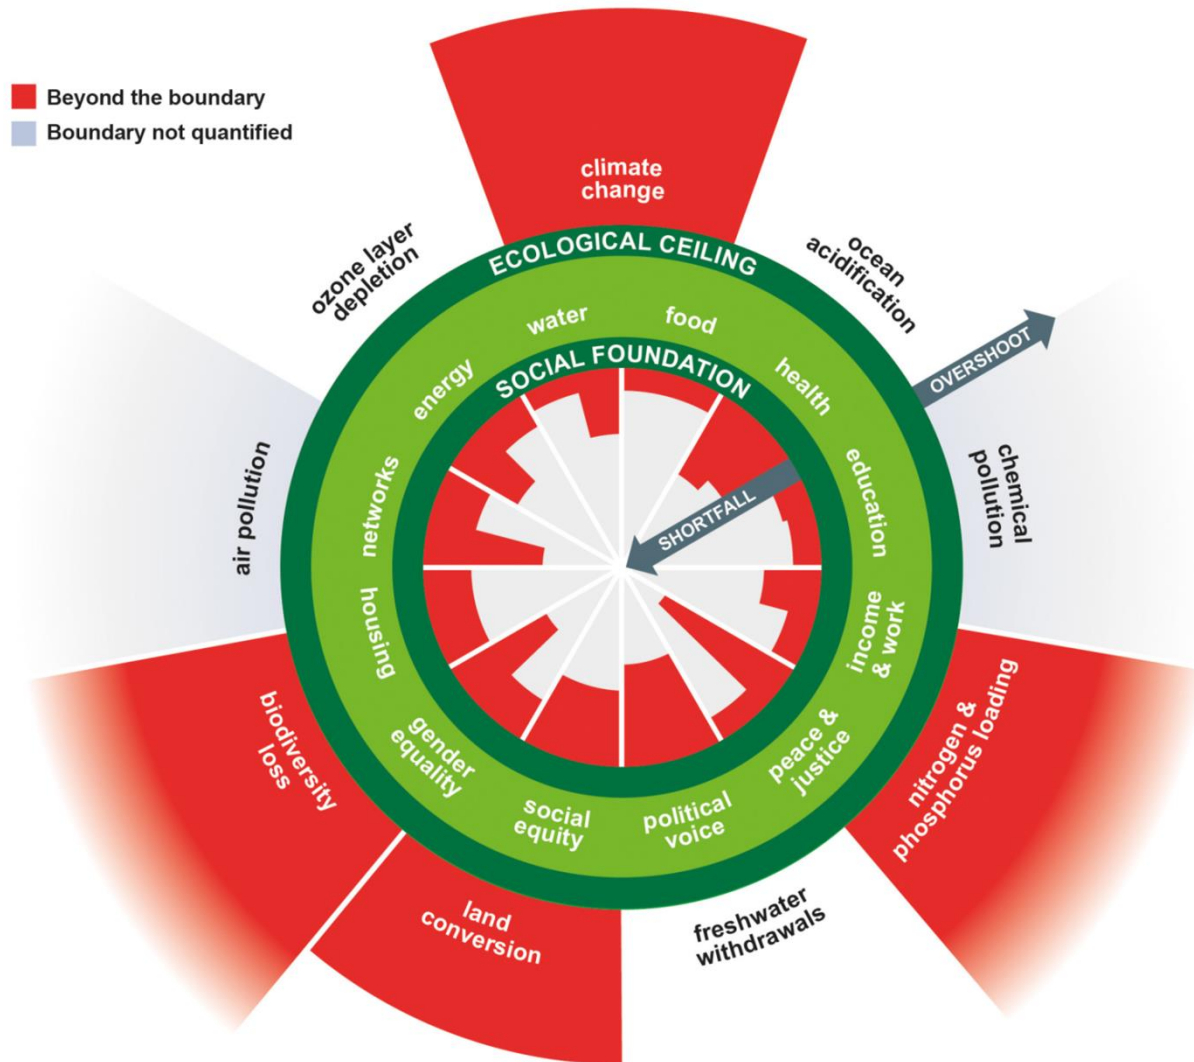 Beyond the boundary
Boundary not quantified
climate
change
ozone layer
depletion
ocean
acidification
ECOLOGICAL CEILING
water
food
energy
health
SOCIAL FOUNDATION
OVERSHOOT
networks
education
SHORTFALL
air pollution
chemical
pollution
housing
income
& work
biodiversity
loss
nitrogen &
phosphorus loading
gender
equality
peace &
justice
social
equity
political
voice
land
conversion
freshwater
withdrawals